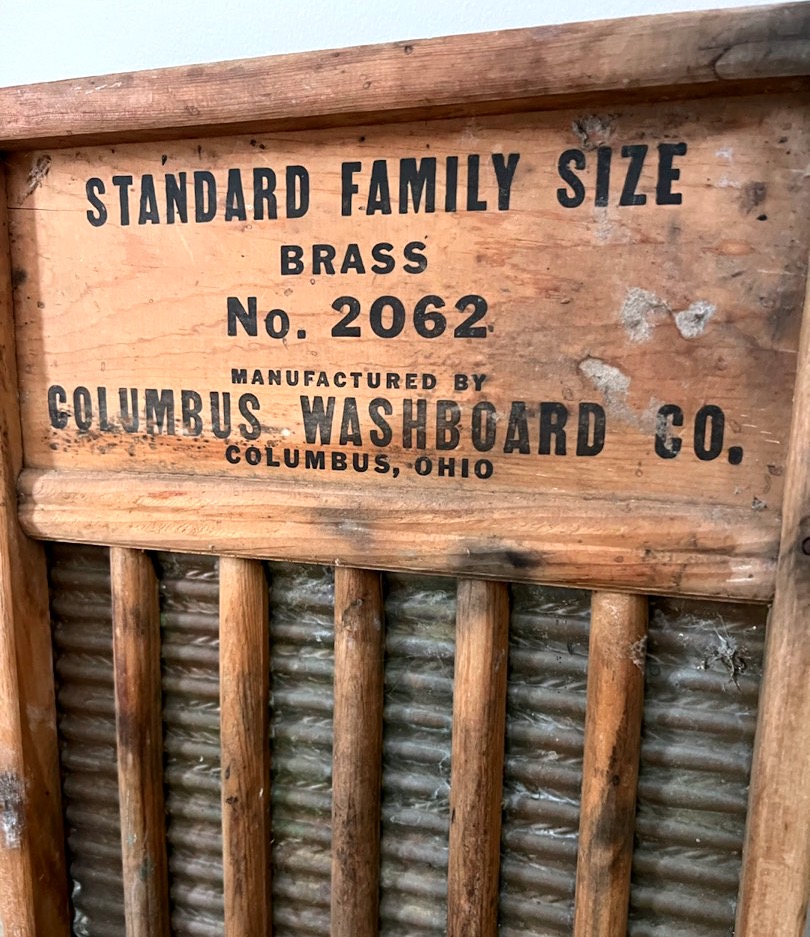 STANDARD FAMILY SIZE
BRASS
No. 2062
MANUFACTURED BY
COLUMBUS WASHBOARD CO.
COLUMBUS, OHIO